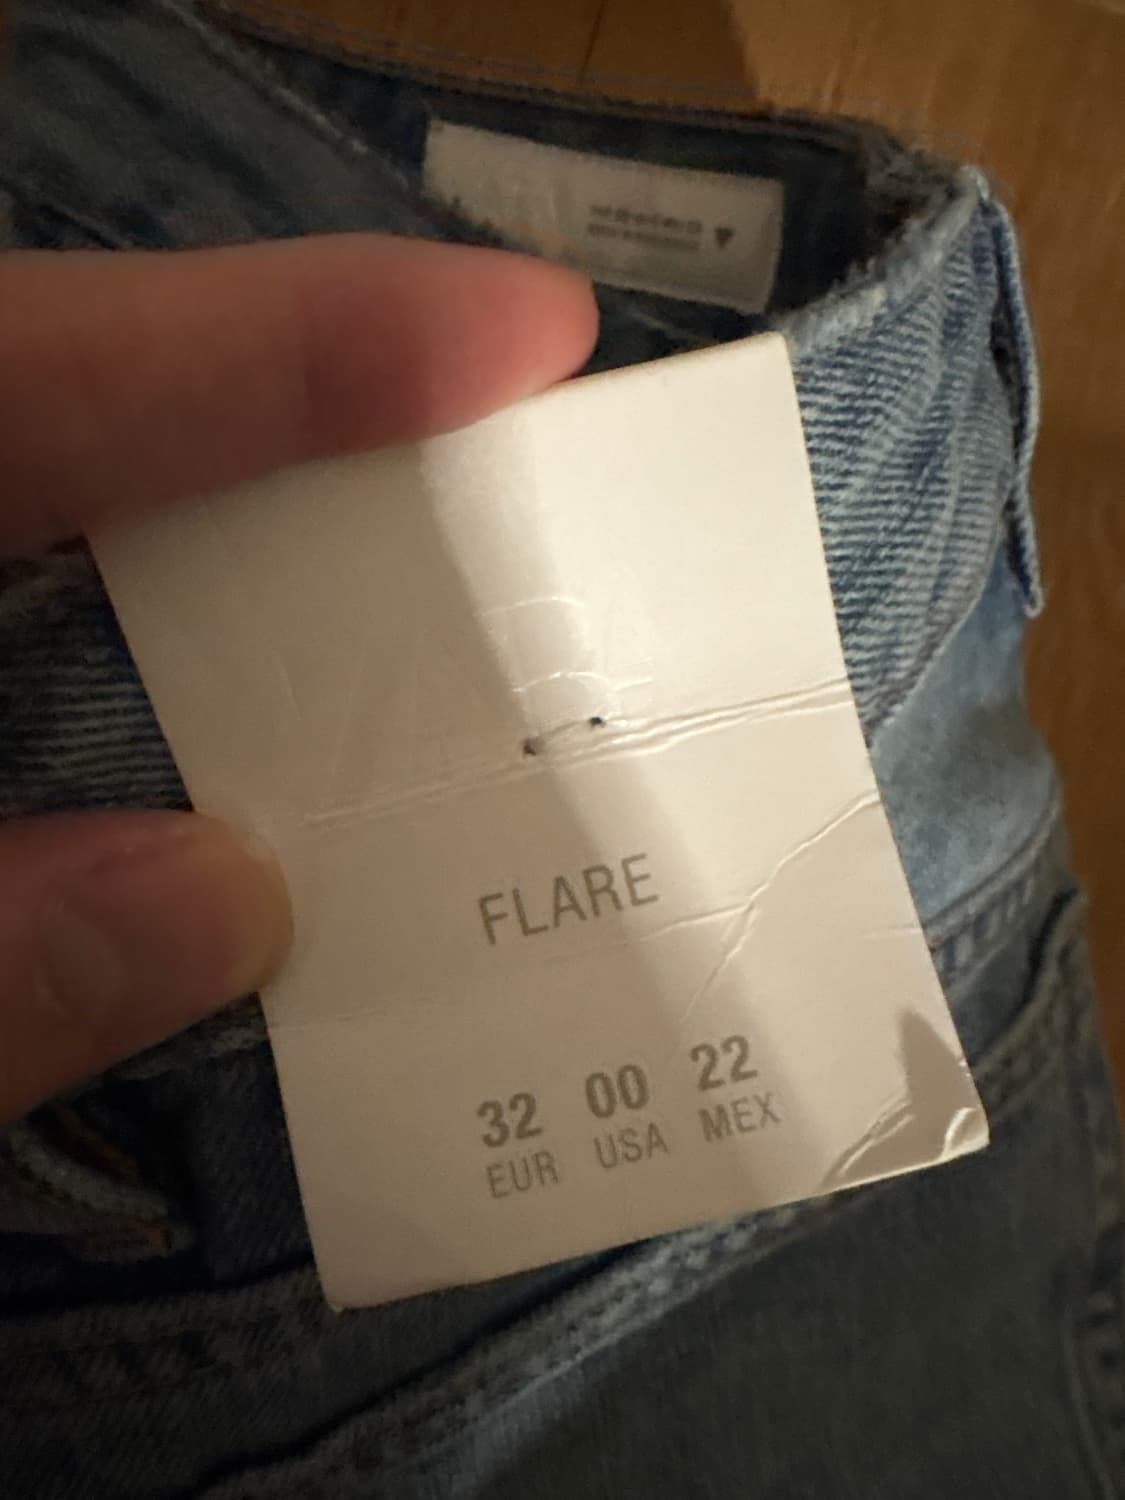 FLARE
32 00 22
EUR USA MEX